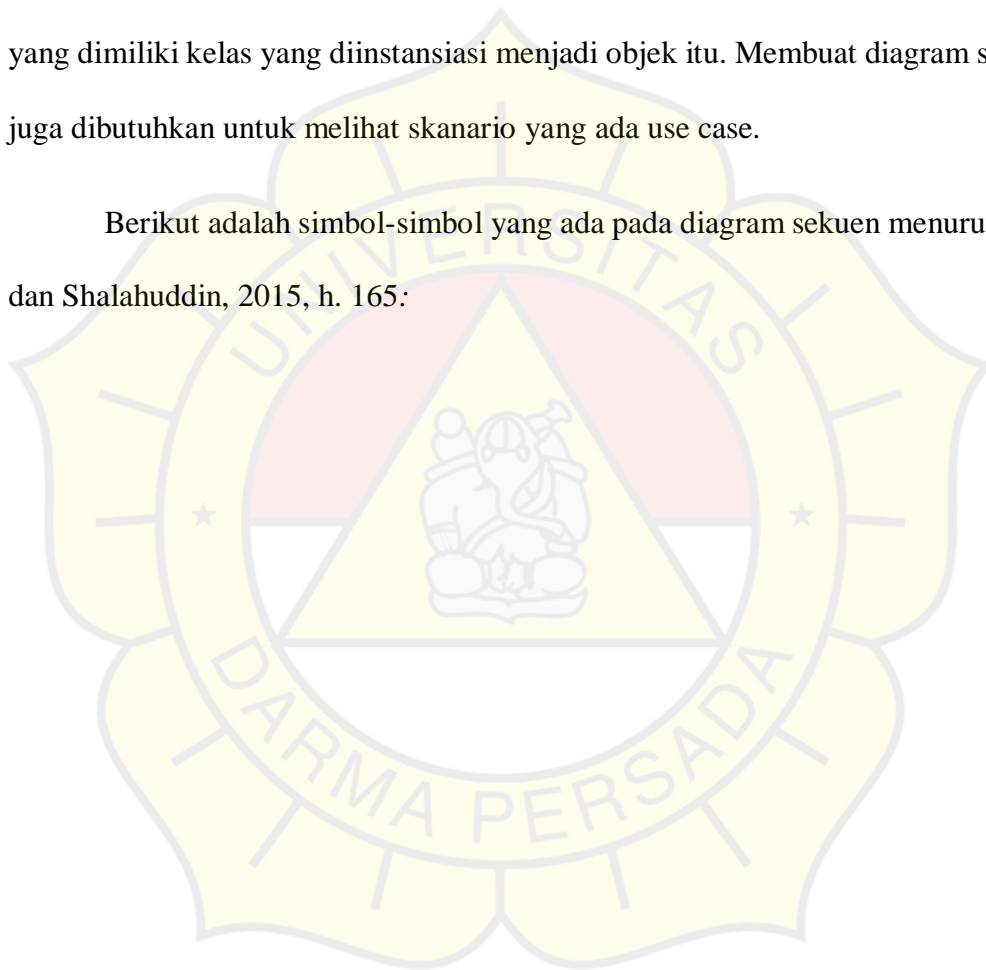 yang dimiliki kelas yang diinstansiasi menjadi objek itu. Membuat diagram
juga dibutuhkan untuk melihat skanario yang ada use case.
Berikut adalah simbol-simbol yang ada pada diagram sekuen
dan Shalahuddin, 2015, h. 165:
UNIVERSITAS
DARMA PERSADA